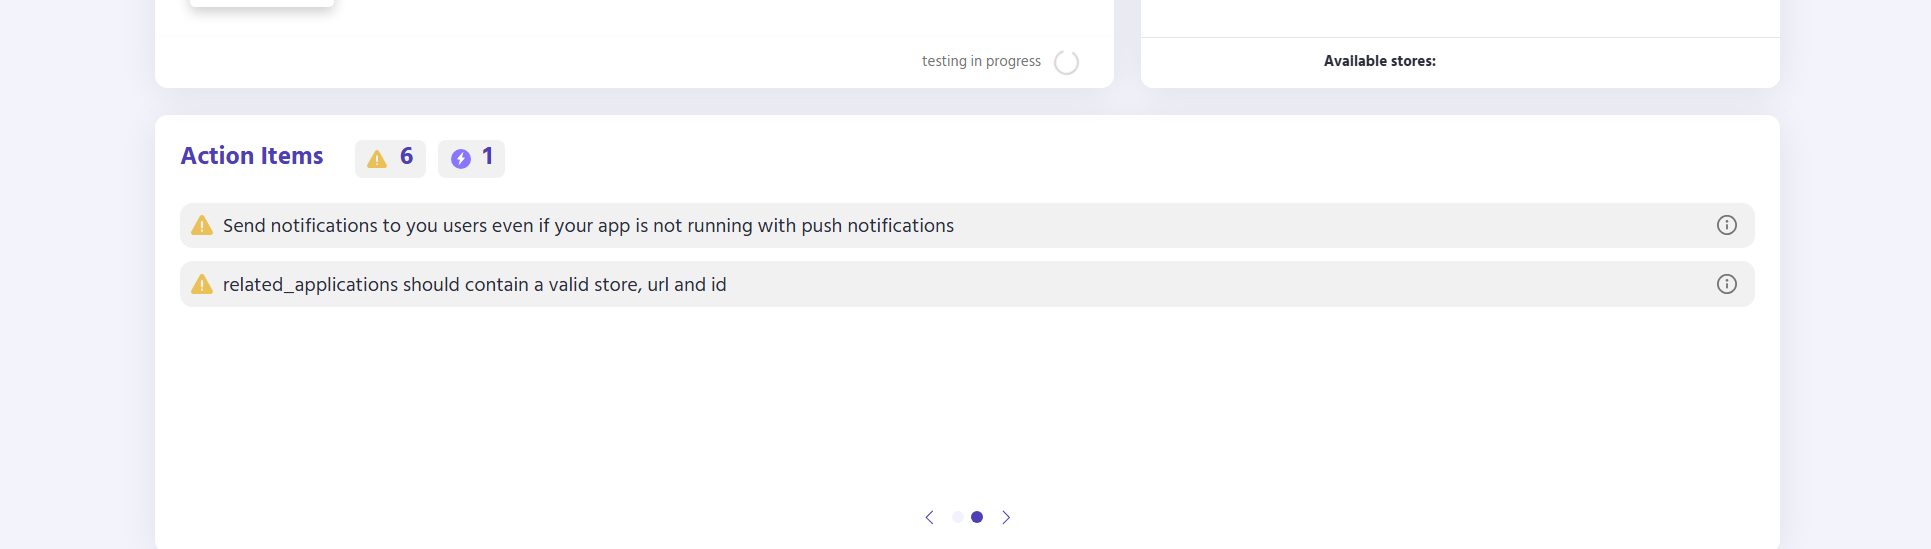 testing in progress
Available stores:
Action Items 6 1
Send notifications to you users even if your app is not running with push notifications
related_applications should contain a valid store, url and id